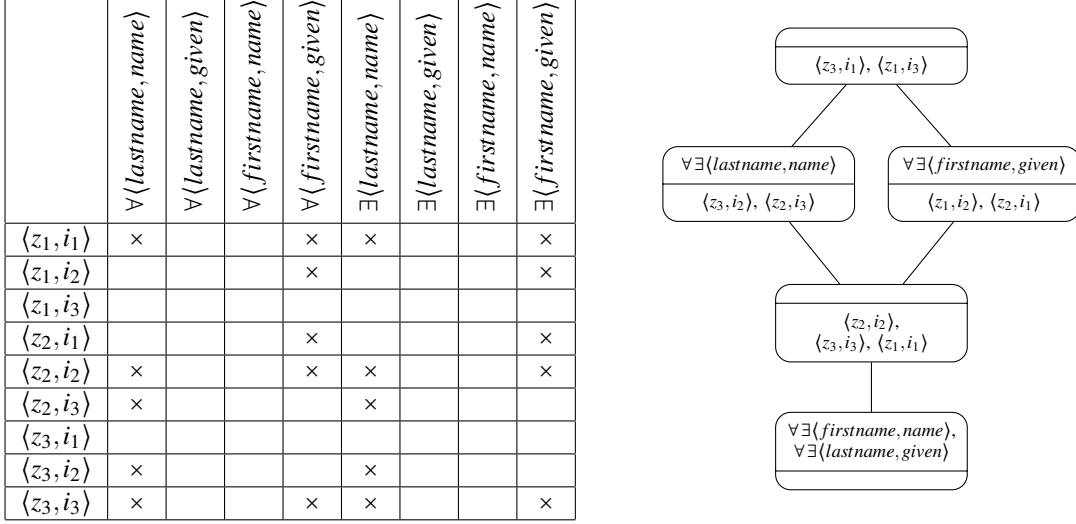 ∀⟨lastname,name⟩ ∀⟨lastname,given⟩ ∀⟨firstname,name⟩ ∀⟨firstname,given⟩ ∃⟨lastname,name⟩ ∃⟨lastname,given⟩ ∃⟨firstname,name⟩ ∃⟨firstname,given⟩
⟨z₁,i₁⟩ × × × ×
⟨z₁,i₂⟩ × ×
⟨z₁,i₃⟩
⟨z₂,i₁⟩ × ×
⟨z₂,i₂⟩ × × × ×
⟨z₂,i₃⟩ × ×
⟨z₃,i₁⟩
⟨z₃,i₂⟩ × ×
⟨z₃,i₃⟩ × × × ×
⟨z₃,i₁⟩, ⟨z₁,i₃⟩
∀∃⟨lastname,name⟩
⟨z₃,i₂⟩, ⟨z₂,i₃⟩
∀∃⟨firstname,given⟩
⟨z₁,i₂⟩, ⟨z₂,i₁⟩
⟨z₂,i₂⟩,
⟨z₃,i₃⟩, ⟨z₁,i₁⟩
∀∃⟨firstname,name⟩,
∀∃⟨lastname,given⟩